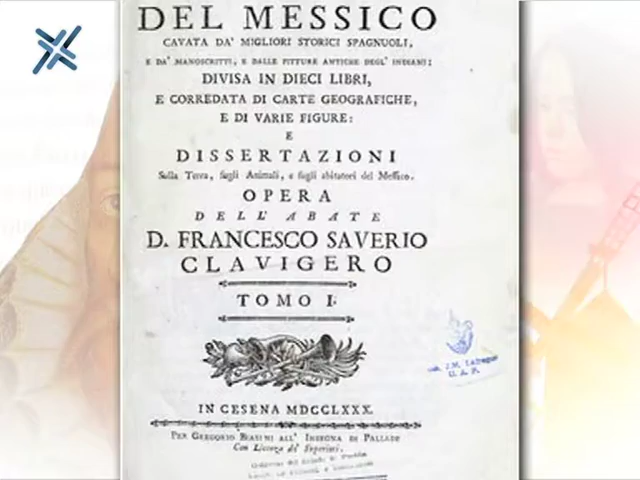 DEL MESSICO
CAVATA DA' MIGLIORI STORICI SPAGNUOLI,
E DA' MANOSCRITTI, E DALLE PITTURE ANTICHE DEGL' INDIANI:
DIVISA IN DIECI LIBRI,
E CORREDATA DI CARTE GEOGRAFICHE,
E DI VARIE FIGURE:
E
DISSERTAZIONI
Sulla Terra, sugli Animali, e sugli abitatori del Messico.
OPERA
DELL' ABATE
D. FRANCESCO SAVERIO
CLAVIGERO
TOMO I.
J.M. LAFRAGUA
U. A. P.
IN CESENA MDCCLXXX.
PER GREGORIO BIASINI ALL' INSEGNA DI PALLADE
Con Licenza de' Superiori.